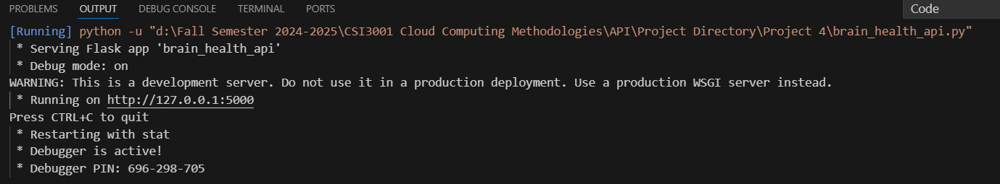 PROBLEMS OUTPUT DEBUG CONSOLE TERMINAL PORTS Code
[Running] python -u "d:\Fall Semester 2024-2025\CSI3001 Cloud Computing Methodologies\API\Project Directory\Project 4\brain_health_api.py"
* Serving Flask app 'brain_health_api'
* Debug mode: on
WARNING: This is a development server. Do not use it in a production deployment. Use a production WSGI server instead.
* Running on http://127.0.0.1:5000
Press CTRL+C to quit
* Restarting with stat
* Debugger is active!
* Debugger PIN: 696-298-705